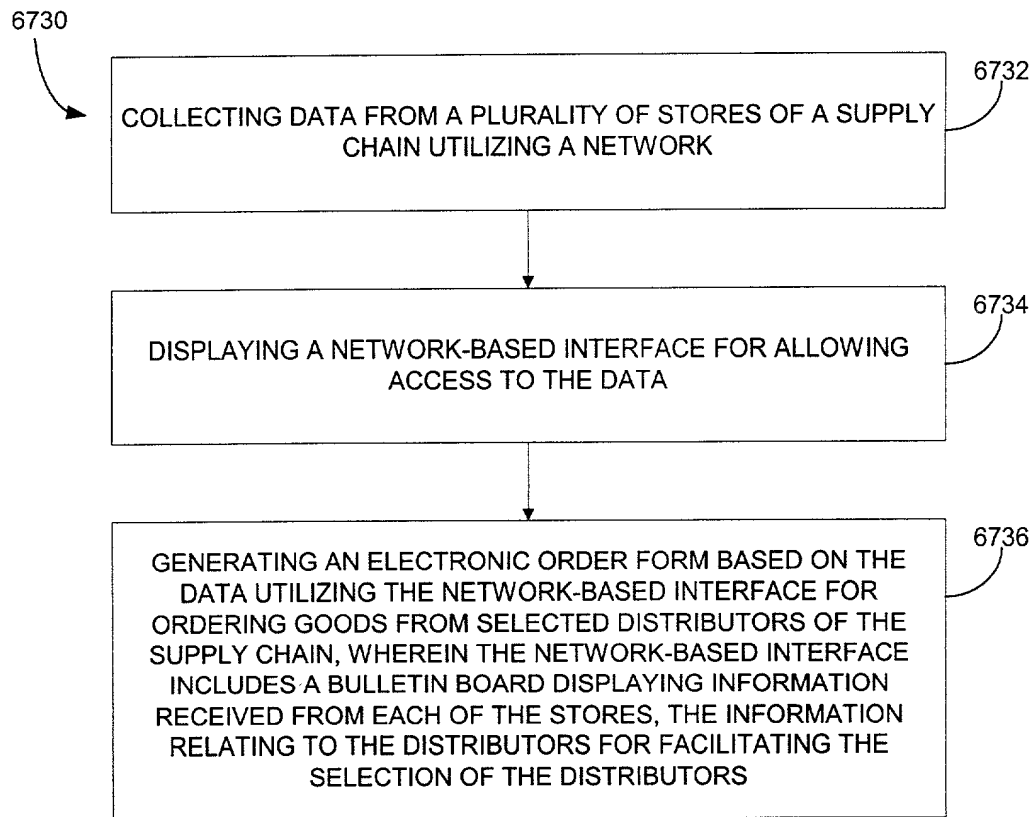 6730
6732
COLLECTING DATA FROM A PLURALITY OF STORES OF A SUPPLY
CHAIN UTILIZING A NETWORK
6734
DISPLAYING A NETWORK-BASED INTERFACE FOR ALLOWING
ACCESS TO THE DATA
6736
GENERATING AN ELECTRONIC ORDER FORM BASED ON THE
DATA UTILIZING THE NETWORK-BASED INTERFACE FOR
ORDERING GOODS FROM SELECTED DISTRIBUTORS OF THE
SUPPLY CHAIN, WHEREIN THE NETWORK-BASED INTERFACE
INCLUDES A BULLETIN BOARD DISPLAYING INFORMATION
RECEIVED FROM EACH OF THE STORES, THE INFORMATION
RELATING TO THE DISTRIBUTORS FOR FACILITATING THE
SELECTION OF THE DISTRIBUTORS